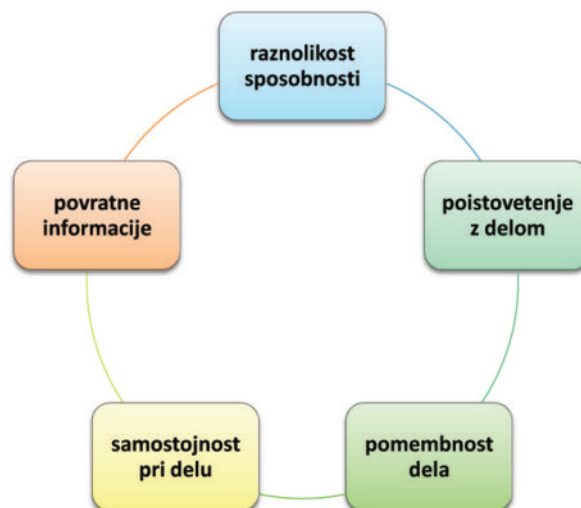 raznolikost
sposobnosti
poistovetenje
z delom
pomembnost
dela
samostojnost
pri delu
povratne
informacije